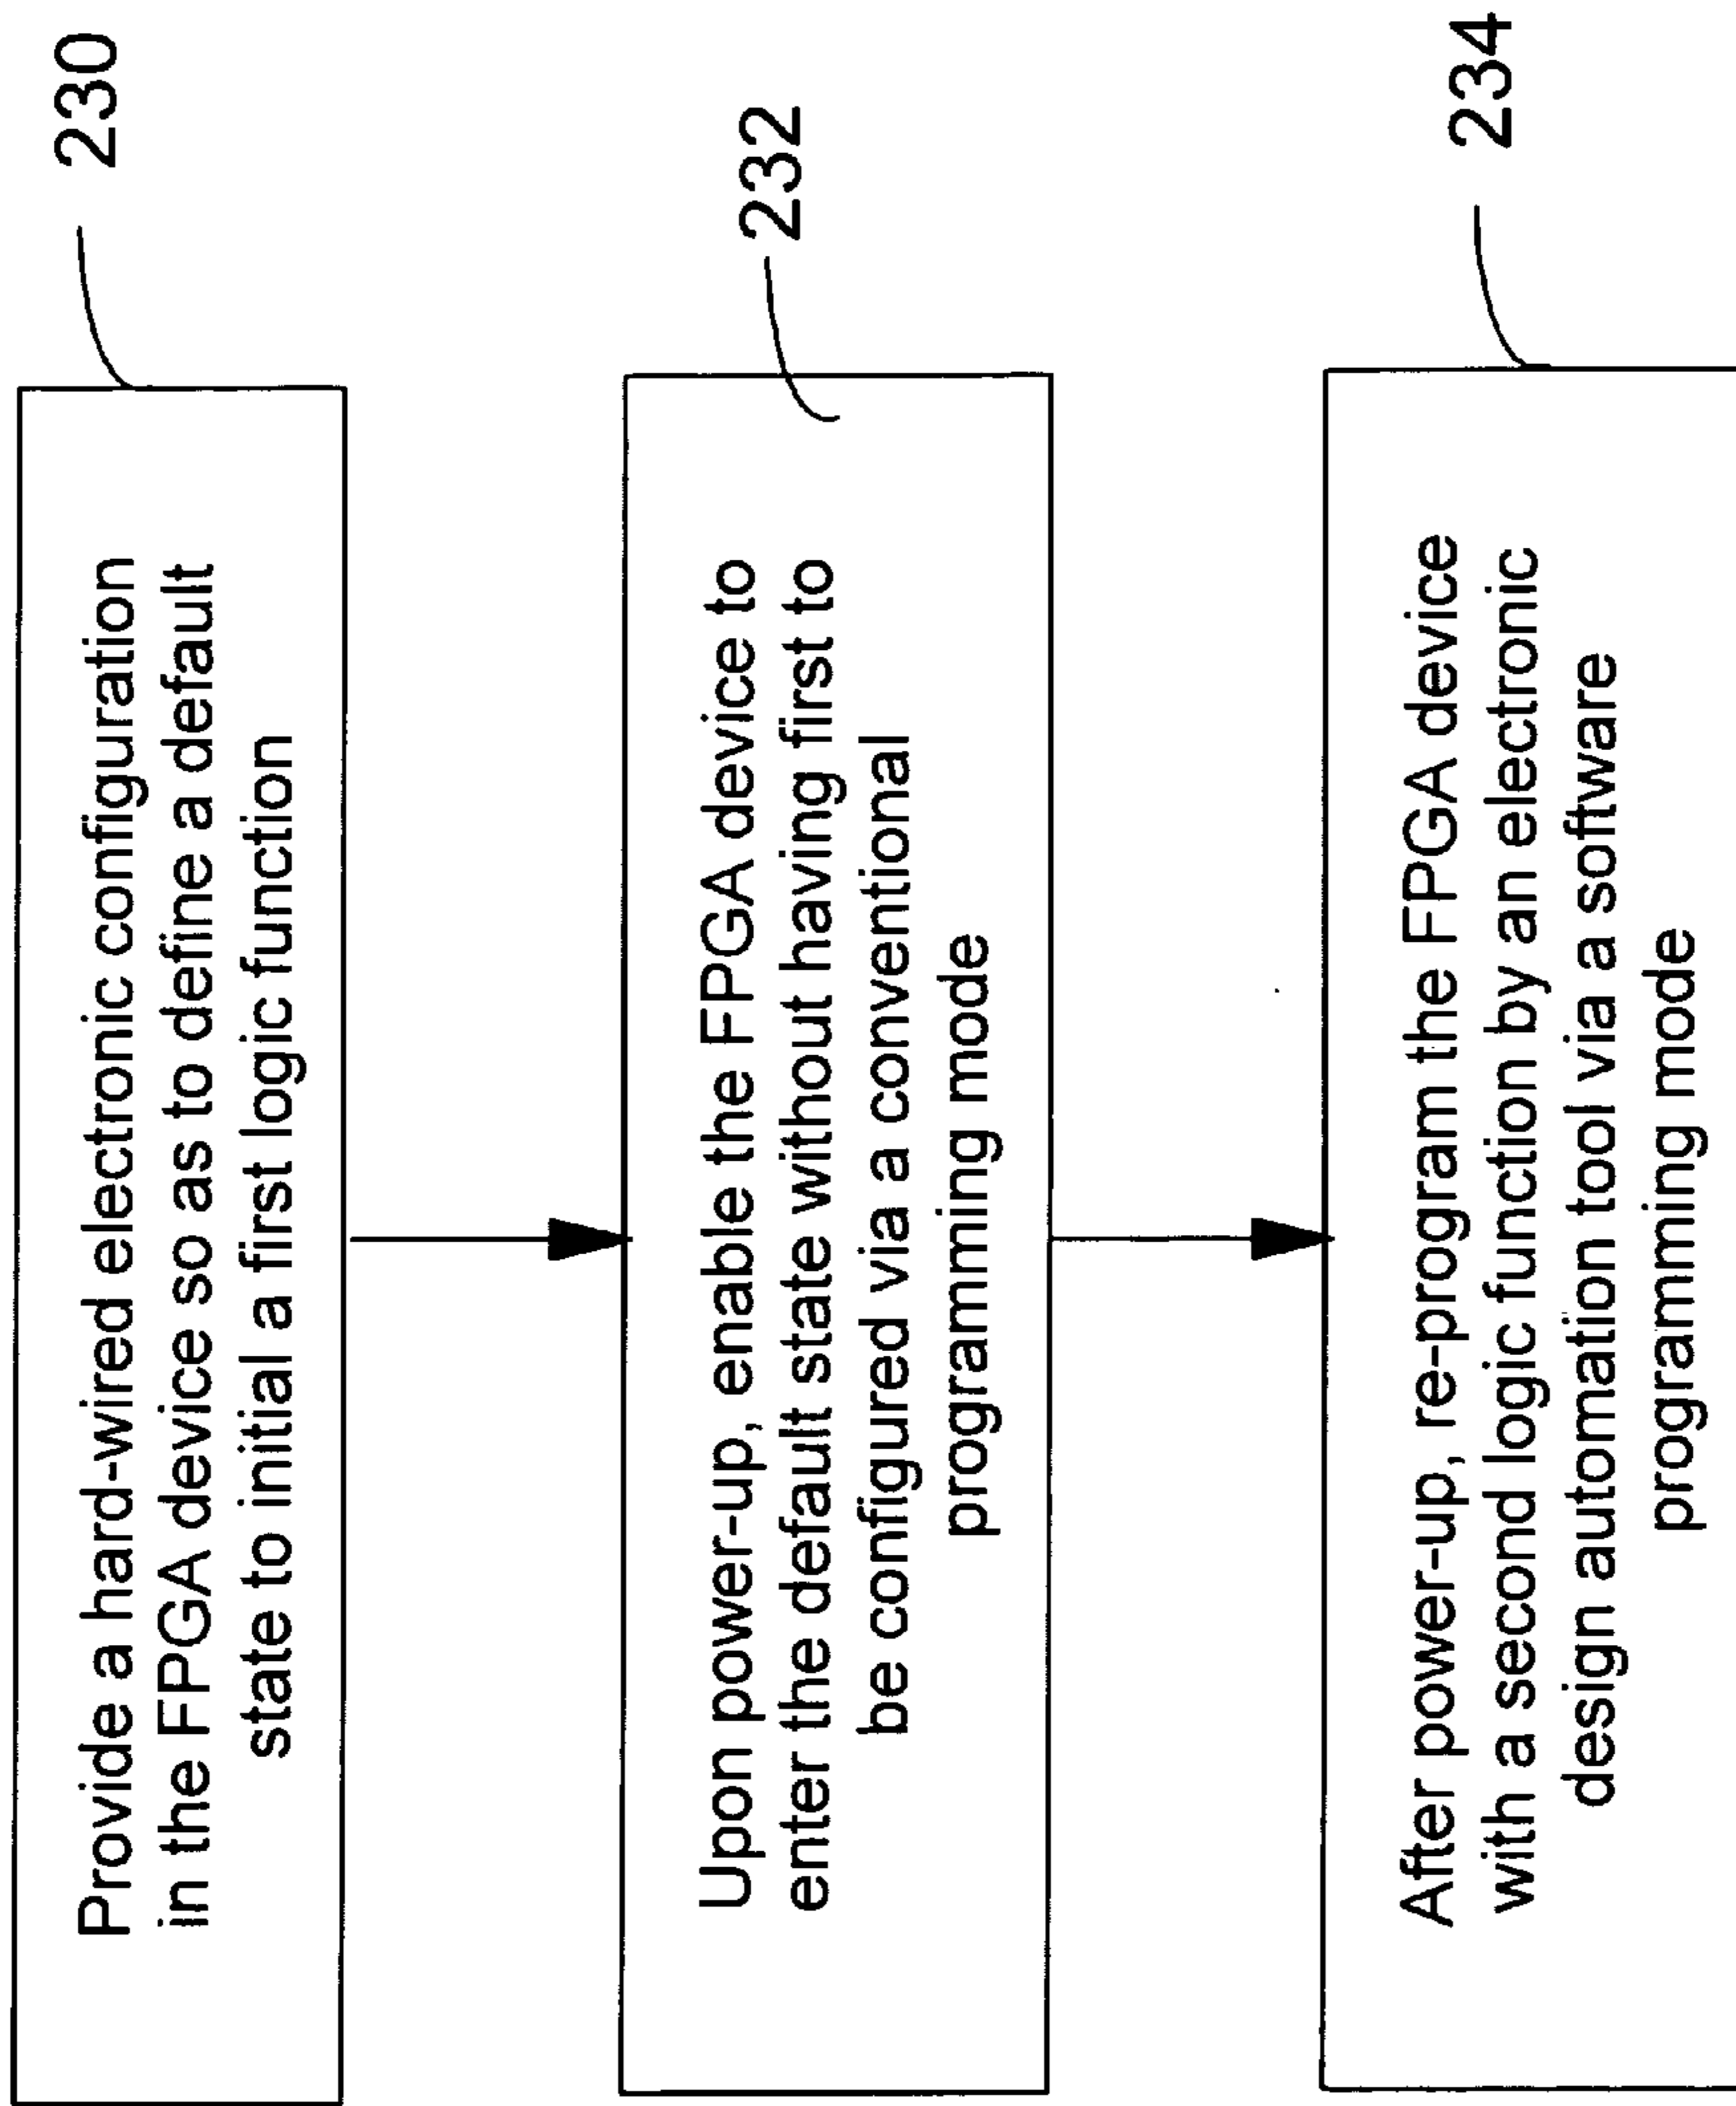 230
Provide a hard-wired electronic configuration
in the FPGA device so as to define a default
state to initial a first logic function
232
Upon power-up, enable the FPGA device to
enter the default state without having first to
be configured via a conventional
programming mode
234
After power-up, re-program the FPGA device
with a second logic function by an electronic
design automation tool via a software
programming mode